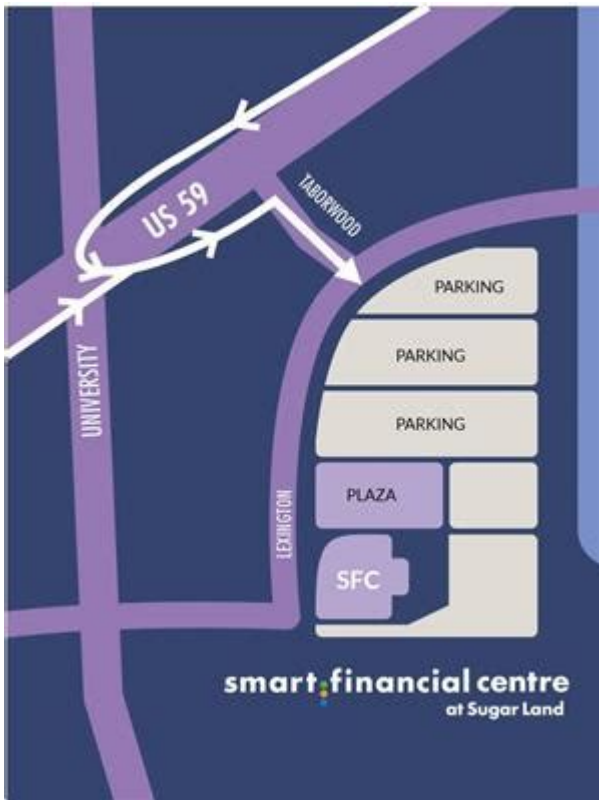 US 59
TABORWOOD
PARKING
PARKING
UNIVERSITY
PARKING
PLAZA
LEXINGTON
SFC
smart financial centre
at Sugar Land